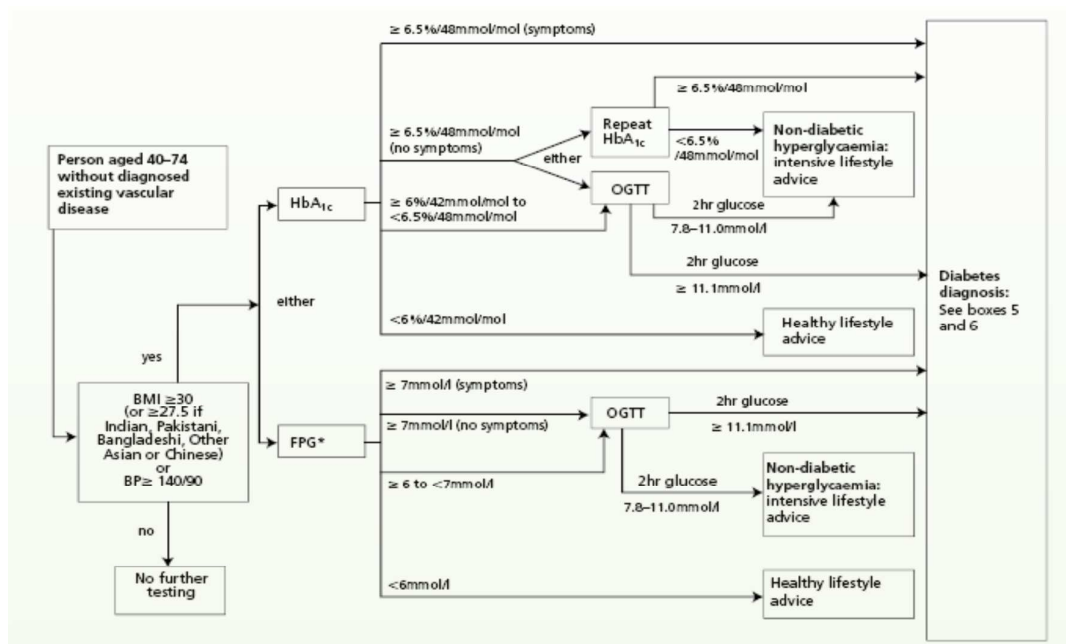 Person aged 40–74
without diagnosed
existing vascular
disease
BMI ≥30
(or ≥27.5 if
Indian, Pakistani,
Bangladeshi, Other
Asian or Chinese)
or
BP≥ 140/90
yes
no
No further
testing
either
HbA1c
≥ 6.5%/48mmol/mol (symptoms)
≥ 6.5%/48mmol/mol
(no symptoms)
either
Repeat
HbA1c
≥ 6.5%/48mmol/mol
<6.5%
/48mmol/mol
Non-diabetic
hyperglycaemia:
intensive lifestyle
advice
OGTT
≥ 6%/42mmol/mol to
<6.5%/48mmol/mol
2hr glucose
7.8–11.0mmol/l
2hr glucose
≥ 11.1mmol/l
<6%/42mmol/mol
Healthy lifestyle
advice
FPG*
≥ 7mmol/l (symptoms)
≥ 7mmol/l (no symptoms)
OGTT
2hr glucose
≥ 11.1mmol/l
≥ 6 to <7mmol/l
2hr glucose
7.8–11.0mmol/l
Non-diabetic
hyperglycaemia:
intensive lifestyle
advice
<6mmol/l
Healthy lifestyle
advice
Diabetes
diagnosis:
See boxes 5
and 6